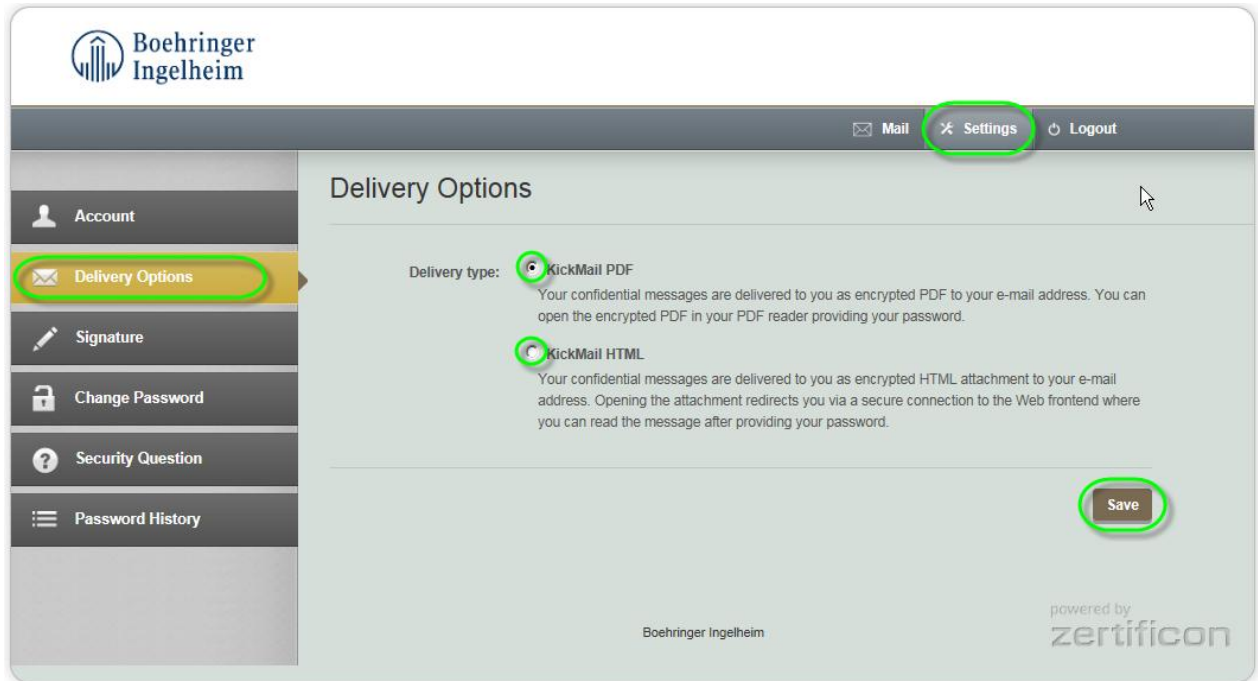 Boehringer
Ingelheim
Mail Settings Logout
Delivery Options
Account
Delivery Options
Signature
Change Password
Security Question
Password History
Delivery type: KickMail PDF
Your confidential messages are delivered to you as encrypted PDF to your e-mail address. You can
open the encrypted PDF in your PDF reader providing your password.
KickMail HTML
Your confidential messages are delivered to you as encrypted HTML attachment to your e-mail
address. Opening the attachment redirects you via a secure connection to the Web frontend where
you can read the message after providing your password.
Save
Boehringer Ingelheim
powered by
zertificon